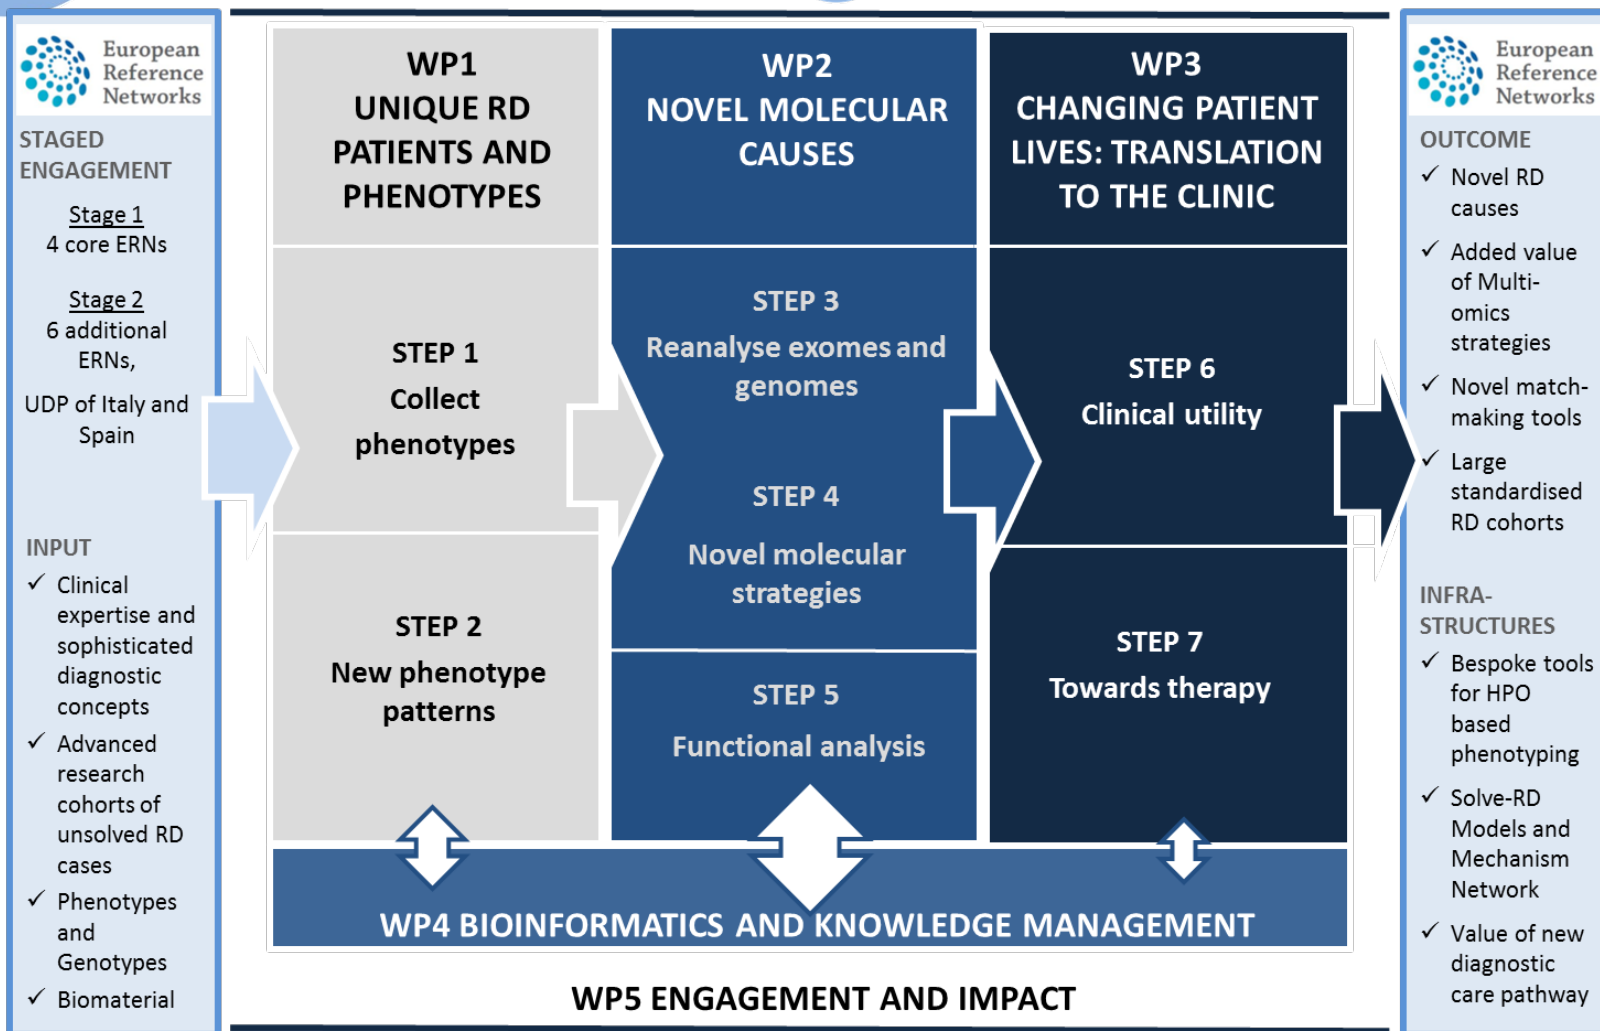 European
Reference
Networks
STAGED
ENGAGEMENT
Stage 1
4 core ERNs
Stage 2
6 additional
ERNs,
UDP of Italy and
Spain
INPUT
✓ Clinical
expertise and
sophisticated
diagnostic
concepts
✓ Advanced
research
cohorts of
unsolved RD
cases
✓ Phenotypes
and
Genotypes
✓ Biomaterial
WP1
UNIQUE RD
PATIENTS AND
PHENOTYPES
STEP 1
Collect
phenotypes
STEP 2
New phenotype
patterns
WP2
NOVEL MOLECULAR
CAUSES
STEP 3
Reanalyse exomes and
genomes
STEP 4
Novel molecular
strategies
STEP 5
Functional analysis
WP3
CHANGING PATIENT
LIVES: TRANSLATION
TO THE CLINIC
STEP 6
Clinical utility
STEP 7
Towards therapy
WP4 BIOINFORMATICS AND KNOWLEDGE MANAGEMENT
WP5 ENGAGEMENT AND IMPACT
European
Reference
Networks
OUTCOME
✓ Novel RD
causes
✓ Added value
of Multi-
omics
strategies
✓ Novel match-
making tools
✓ Large
standardised
RD cohorts
INFRA-
STRUCTURES
✓ Bespoke tools
for HPO
based
phenotyping
✓ Solve-RD
Models and
Mechanism
Network
✓ Value of new
diagnostic
care pathway